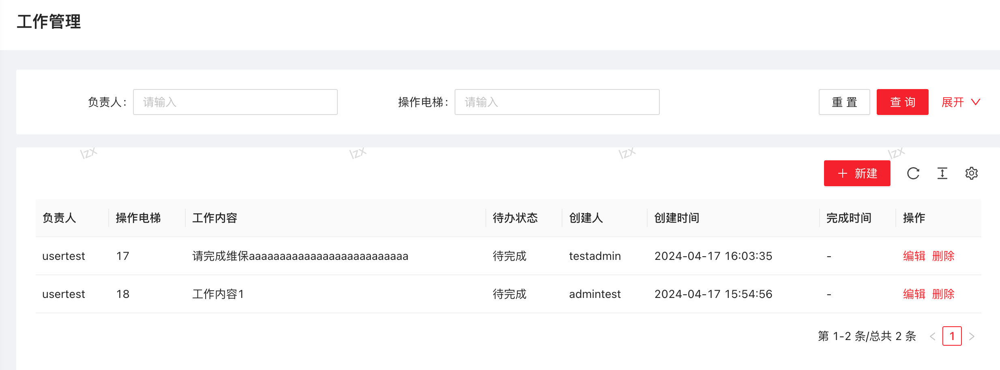 工作管理
负责人: 请输入 操作电梯: 请输入 重 置 查 询 展开
lzx lzx lzx lzx
新建
负责人 操作电梯 工作内容 待办状态 创建人 创建时间 完成时间 操作
usertest 17 请完成维保aaaaaaaaaaaaaaaaaaaaaaaaaa 待完成 testadmin 2024-04-17 16:03:35 - 编辑 删除
usertest 18 工作内容1 待完成 admintest 2024-04-17 15:54:56 - 编辑 删除
第 1-2 条/总共 2 条 < 1 >